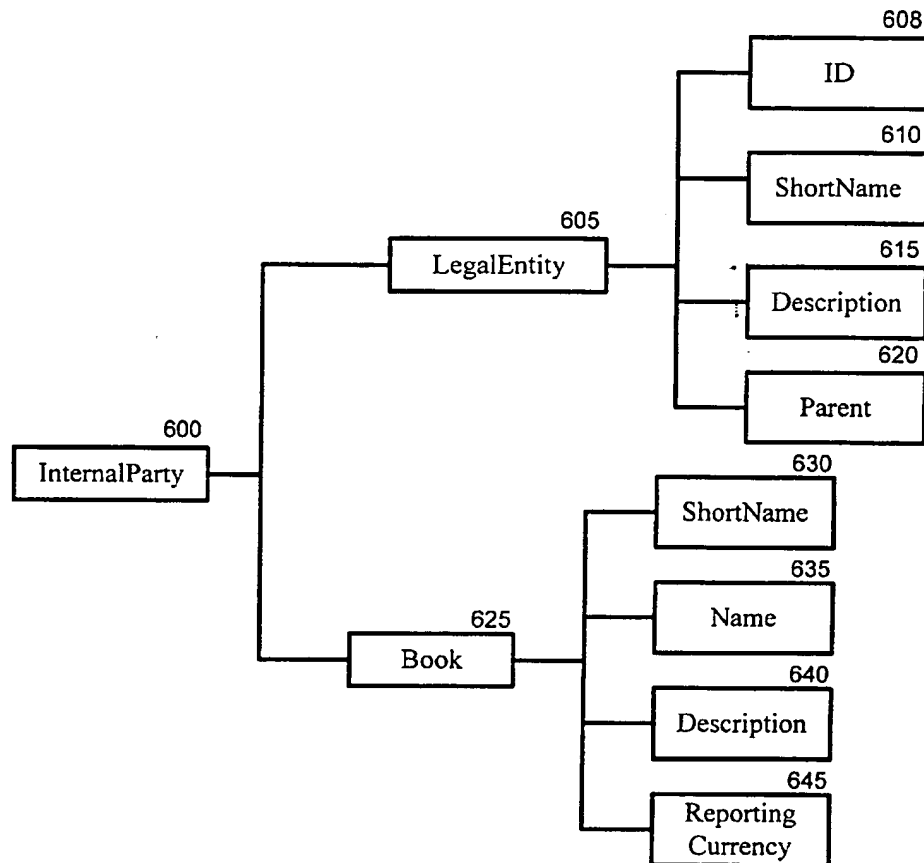 608
ID
610
ShortName
605
LegalEntity
615
Description
620
Parent
600
InternalParty
630
ShortName
635
Name
625
Book
640
Description
645
Reporting
Currency